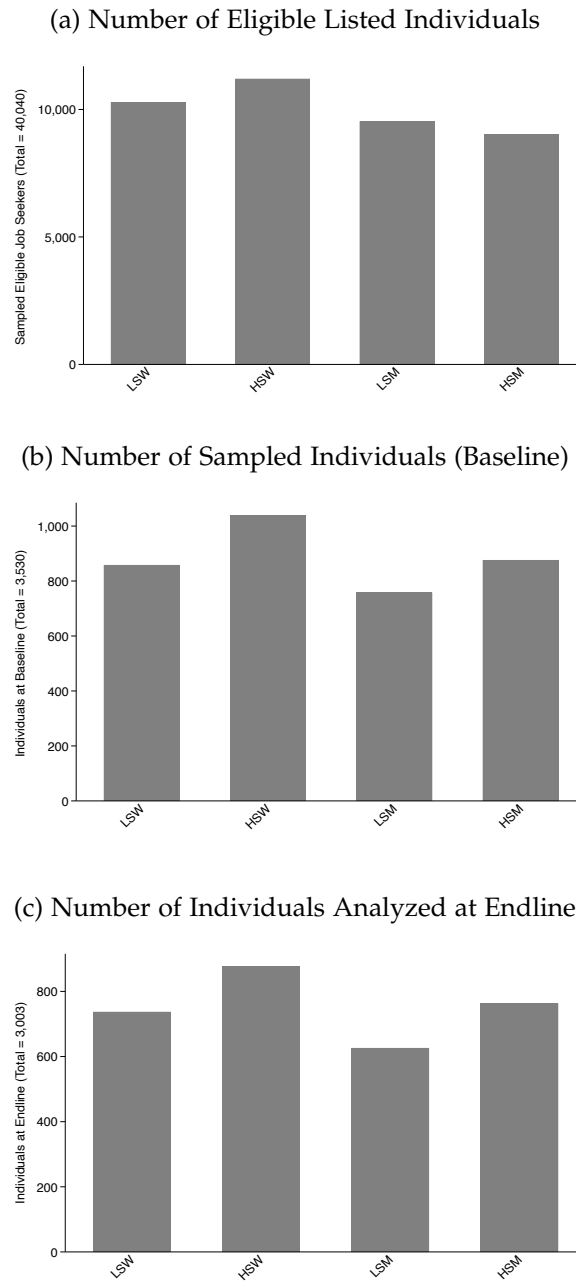 (a) Number of Eligible Listed Individuals
Sampled Eligible Job Seekers (Total = 40,040)
10,000
5,000
0
LSW HSW LSM HSM
(b) Number of Sampled Individuals (Baseline)
Individuals at Baseline (Total = 3,530)
1,000
800
600
400
200
0
LSW HSW LSM HSM
(c) Number of Individuals Analyzed at Endline
Individuals at Endline (Total = 3,003)
800
600
400
200
0
LSW HSW LSM HSM